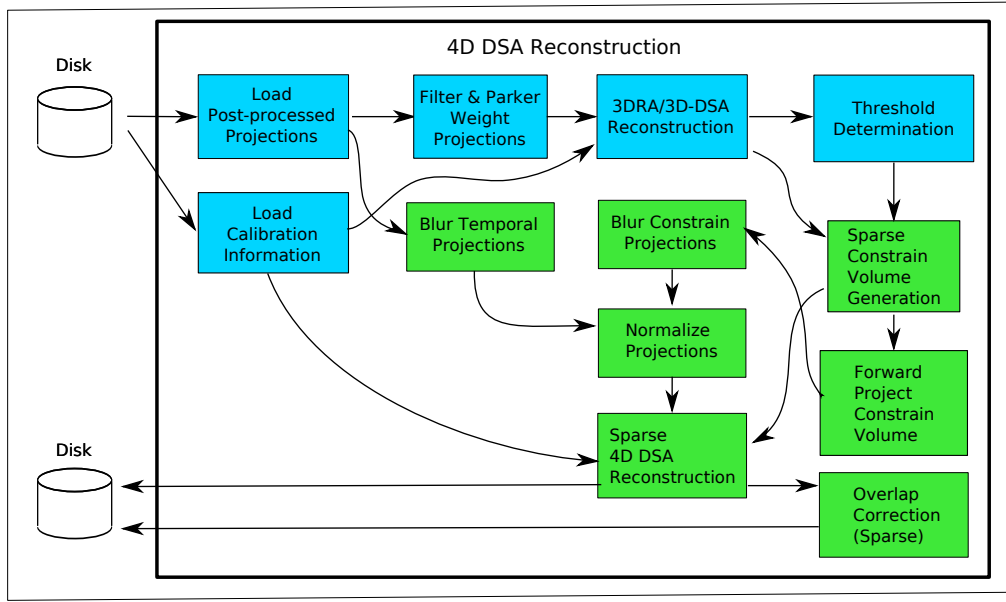 4D DSA Reconstruction
Disk
Load
Post-processed
Projections
Filter & Parker
Weight
Projections
3DRA/3D-DSA
Reconstruction
Threshold
Determination
Load
Calibration
Information
Blur Temporal
Projections
Blur Constrain
Projections
Sparse
Constrain
Volume
Generation
Normalize
Projections
Forward
Project
Constrain
Volume
Sparse
4D DSA
Reconstruction
Disk
Overlap
Correction
(Sparse)